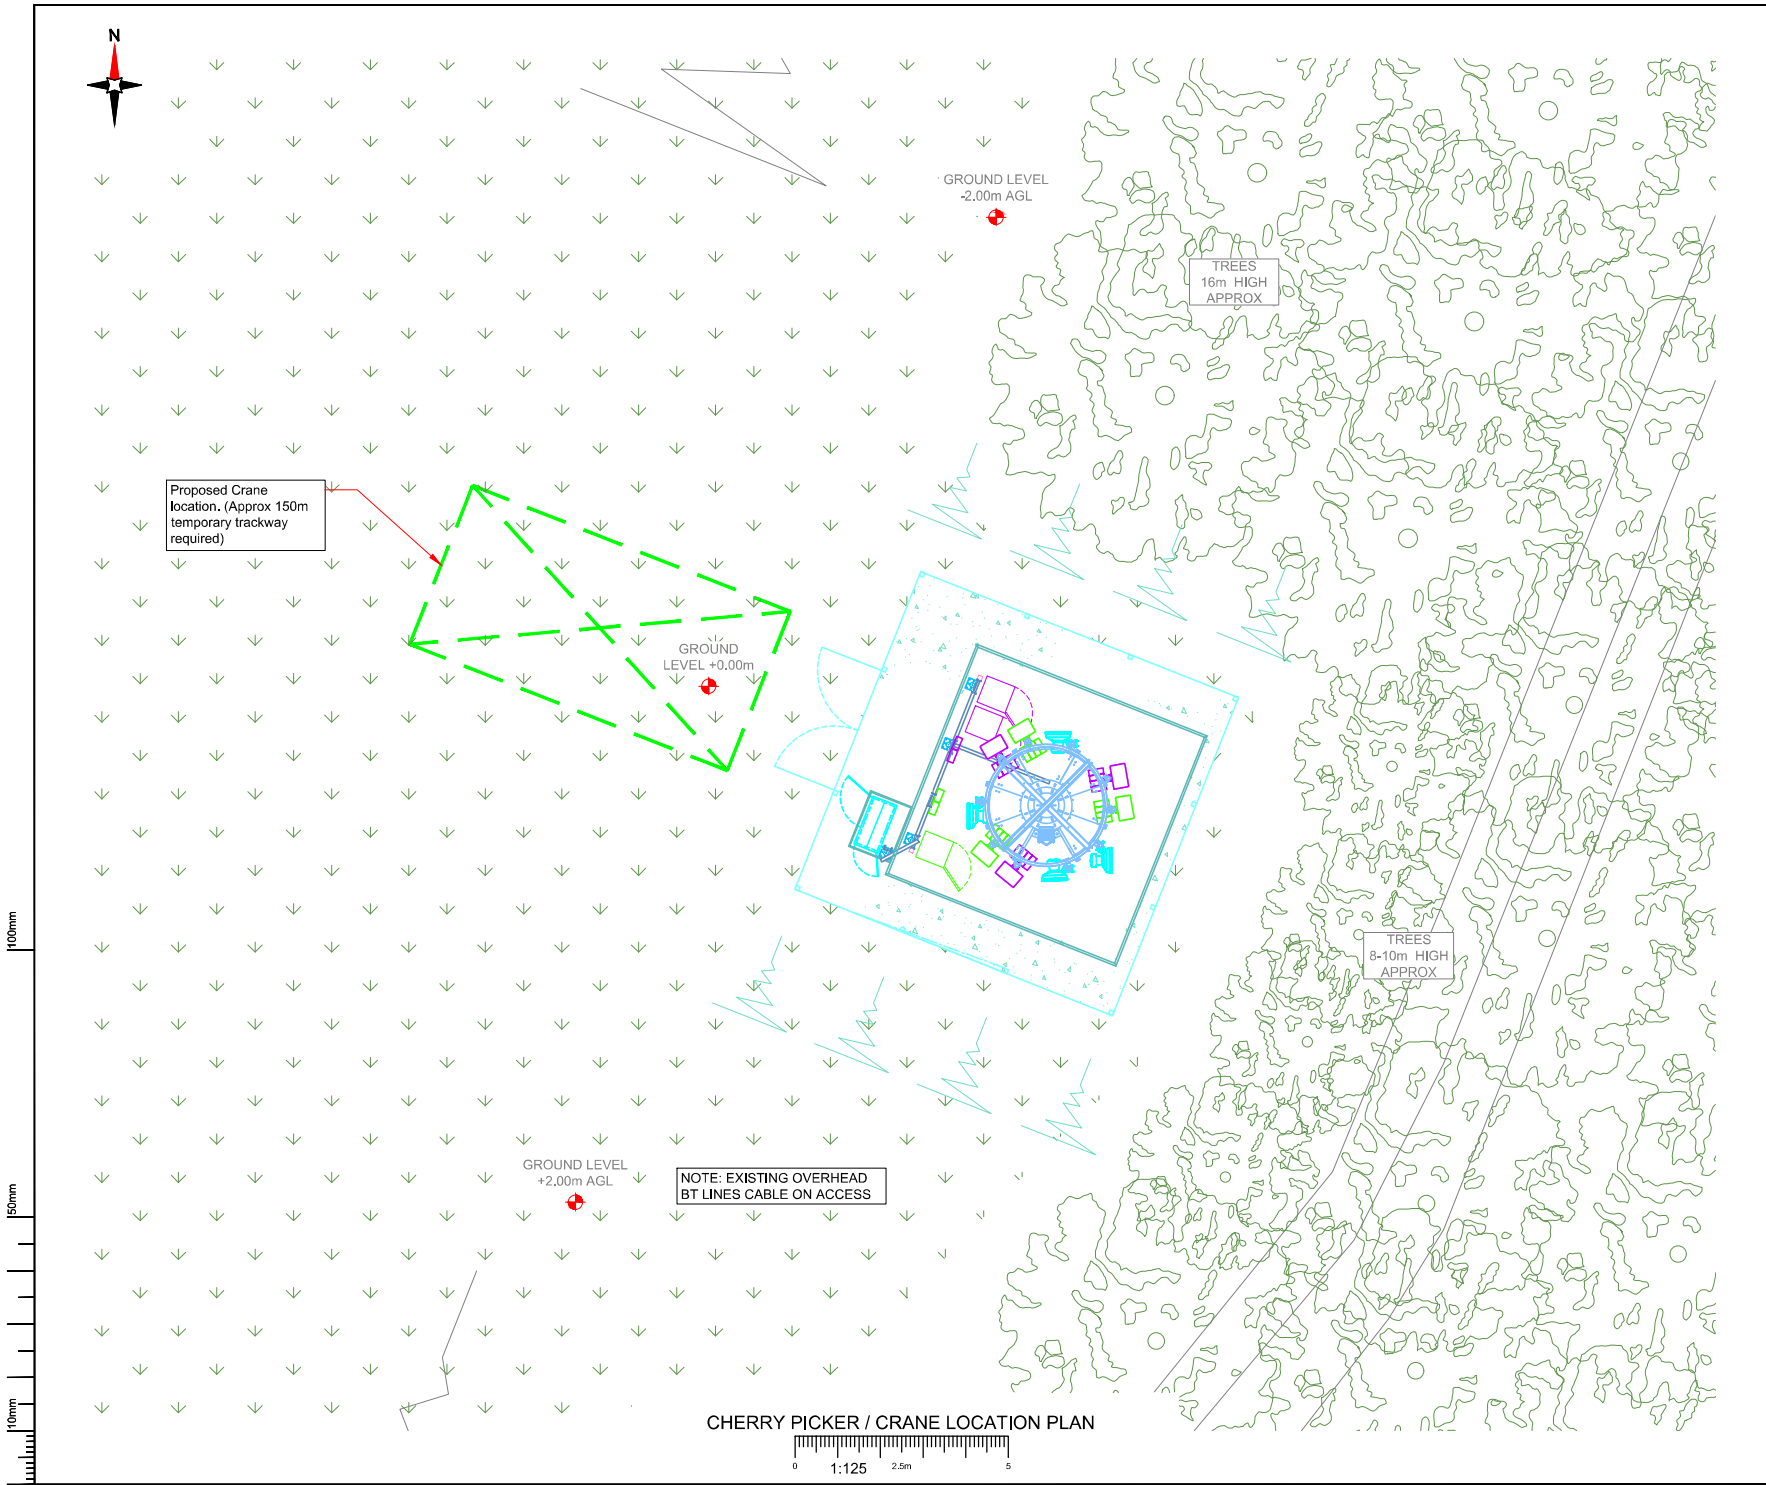 N
GROUND LEVEL
-2.00m AGL
TREES
16m HIGH
APPROX
Proposed Crane
location. (Approx 150m
temporary trackway
required)
GROUND
LEVEL +0.00m
TREES
8-10m HIGH
APPROX
GROUND LEVEL
+2.00m AGL
NOTE: EXISTING OVERHEAD
BT LINES CABLE ON ACCESS
100mm
50mm
10mm
CHERRY PICKER / CRANE LOCATION PLAN
0 1:125 2.5m 5